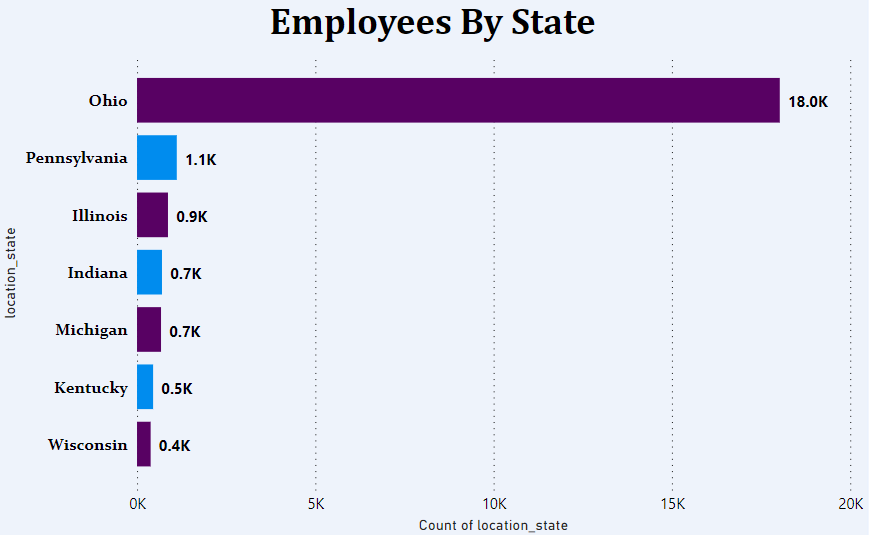 Employees By State
Ohio
18.0K
Pennsylvania
1.1K
Illinois
0.9K
Indiana
0.7K
Michigan
0.7K
Kentucky
0.5K
Wisconsin
0.4K
location_state
0K
5K
10K
15K
20K
Count of location_state